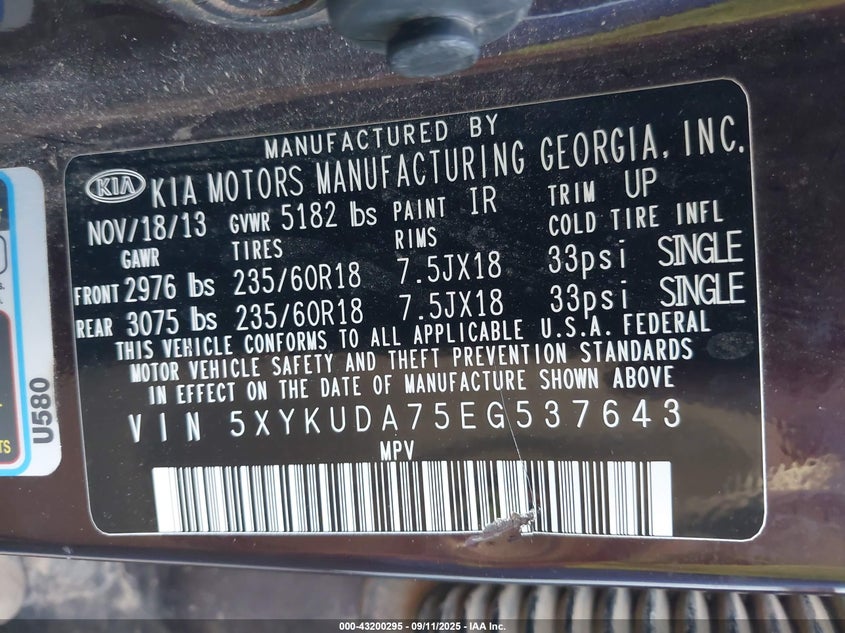 MANUFACTURED BY
KIA KIA MOTORS MANUFACTURING GEORGIA, INC.
NOV/18/13 GVWR 5182 lbs PAINT IR TRIM UP
GAWR TIRES RIMS COLD TIRE INFL
FRONT 2976 lbs 235/60R18 7.5JX18 33psi SINGLE
REAR 3075 lbs 235/60R18 7.5JX18 33psi SINGLE
THIS VEHICLE CONFORMS TO ALL APPLICABLE U.S.A. FEDERAL
MOTOR VEHICLE SAFETY AND THEFT PREVENTION STANDARDS
IN EFFECT ON THE DATE OF MANUFACTURE SHOWN ABOVE
VIN 5XYKUDA75EG537643
MPV
U580
000-43200295 - 09/11/2025 - IAA Inc.